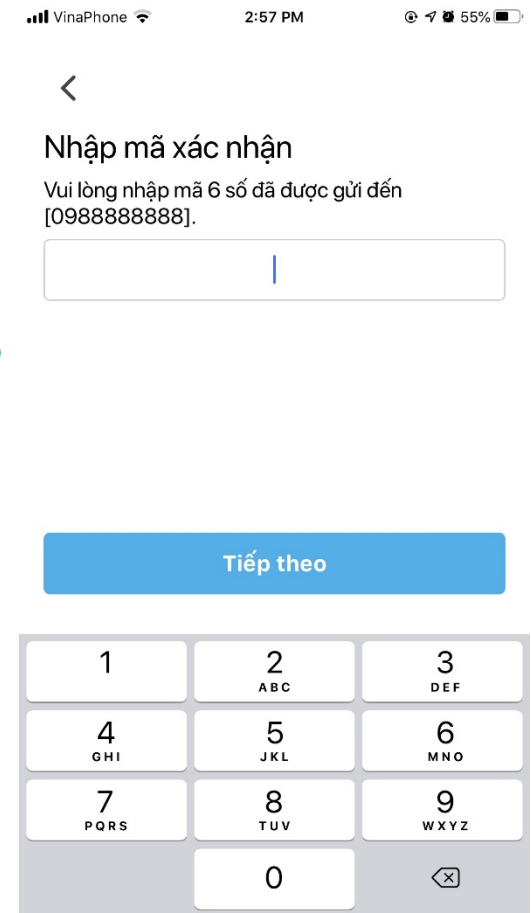 VinaPhone 2:57 PM 55%
Nhập mã xác nhận
Vui lòng nhập mã 6 số đã được gửi đến
[0988888888].
Tiếp theo
1 2 3
ABC DEF
4 5 6
GHI JKL MNO
7 8 9
PQRS TUV WXYZ
0